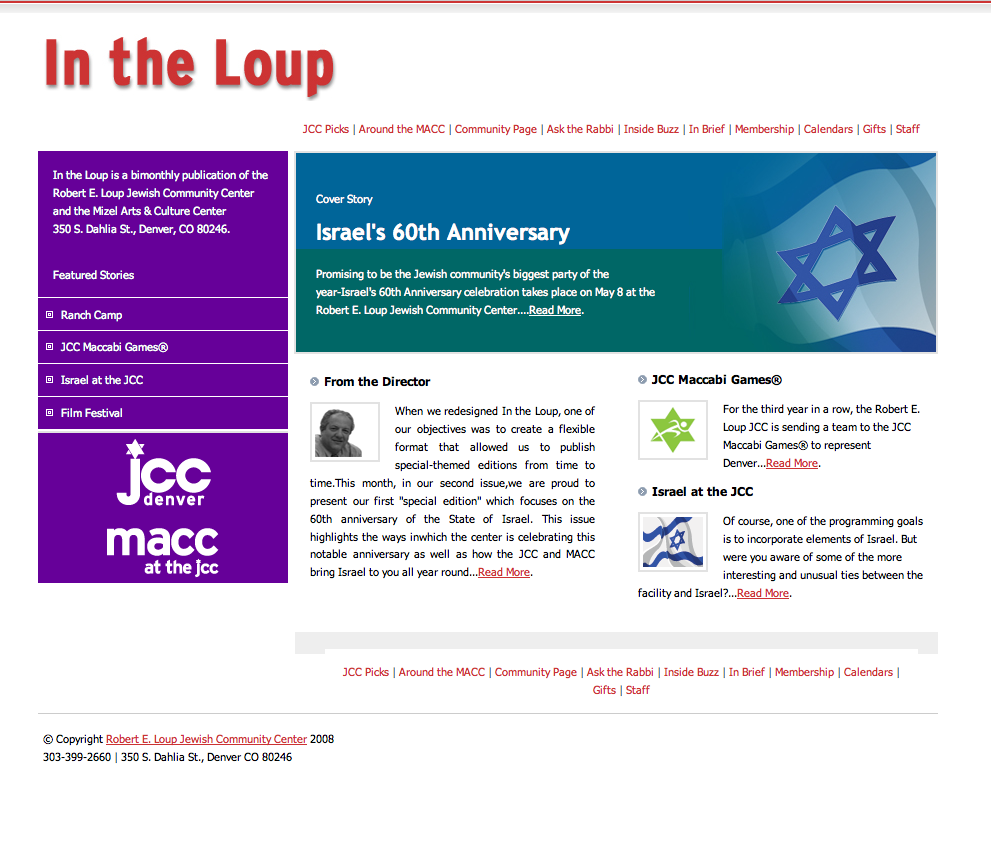 In the Loup
JCC Picks | Around the MACC | Community Page | Ask the Rabbi | Inside Buzz | In Brief | Membership | Calendars | Gifts | Staff
In the Loup is a bimonthly publication of the
Robert E. Loup Jewish Community Center
and the Mizel Arts & Culture Center
350 S. Dahlia St., Denver, CO 80246.
Featured Stories
Ranch Camp
JCC Maccabi Games®
Israel at the JCC
Film Festival
jcc
denver
macc
at the jcc
Cover Story
Israel's 60th Anniversary
Promising to be the Jewish community's biggest party of the
year-Israel's 60th Anniversary celebration takes place on May 8 at the
Robert E. Loup Jewish Community Center....Read More.
From the Director
When we redesigned In the Loup, one of
our objectives was to create a flexible
format that allowed us to publish
special-themed editions from time to
time.This month, in our second issue,we are proud to
present our first "special edition" which focuses on the
60th anniversary of the State of Israel. This issue
highlights the ways inwhich the center is celebrating this
notable anniversary as well as how the JCC and MACC
bring Israel to you all year round...Read More.
JCC Maccabi Games®
For the third year in a row, the Robert E.
Loup JCC is sending a team to the JCC
Maccabi Games® to represent
Denver...Read More.
Israel at the JCC
Of course, one of the programming goals
is to incorporate elements of Israel. But
were you aware of some of the more
interesting and unusual ties between the
facility and Israel?...Read More.
JCC Picks | Around the MACC | Community Page | Ask the Rabbi | Inside Buzz | In Brief | Membership | Calendars |
Gifts | Staff
© Copyright Robert E. Loup Jewish Community Center 2008
303-399-2660 | 350 S. Dahlia St., Denver CO 80246